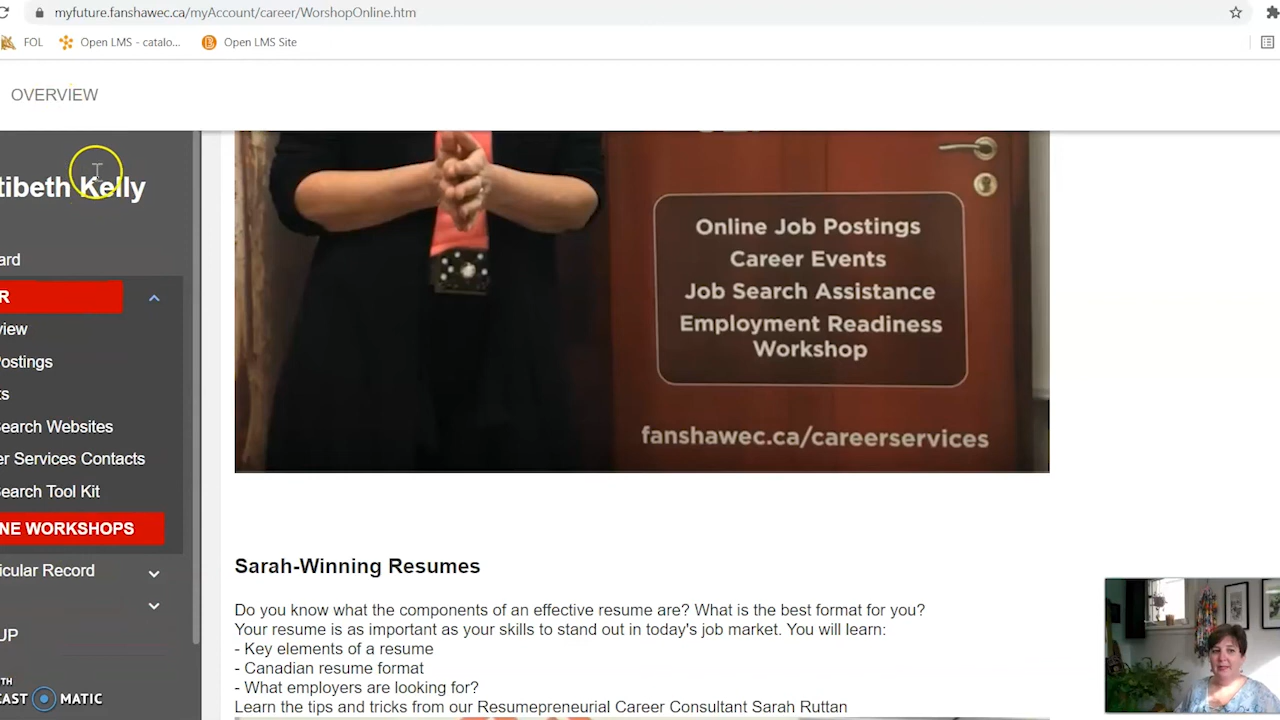 myfuture.fanshawec.ca/myAccount/career/WorshopOnline.htm
FOL Open LMS - catalo... Open LMS Site
OVERVIEW
tibeth Kelly
ard
R
view
Postings
ts
Search Websites
er Services Contacts
Search Tool Kit
NE WORKSHOPS
icular Record
UP
TH
CAST MATIC
Online Job Postings
Career Events
Job Search Assistance
Employment Readiness
Workshop
fanshawec.ca/careerservices
Sarah-Winning Resumes
Do you know what the components of an effective resume are? What is the best format for you?
Your resume is as important as your skills to stand out in today's job market. You will learn:
- Key elements of a resume
- Canadian resume format
- What employers are looking for?
Learn the tips and tricks from our Resumepreneurial Career Consultant Sarah Ruttan